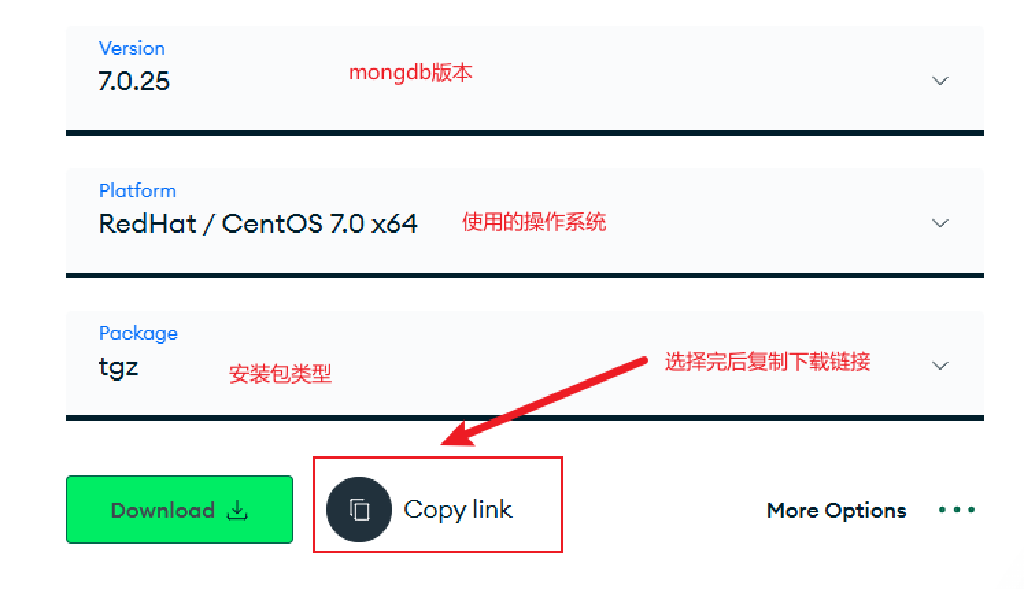 Version
7.0.25
mongdb版本
Platform
RedHat / CentOS 7.0 x64
使用的操作系统
Package
tgz
安装包类型
选择完后复制下载链接
Download
Copy link
More Options